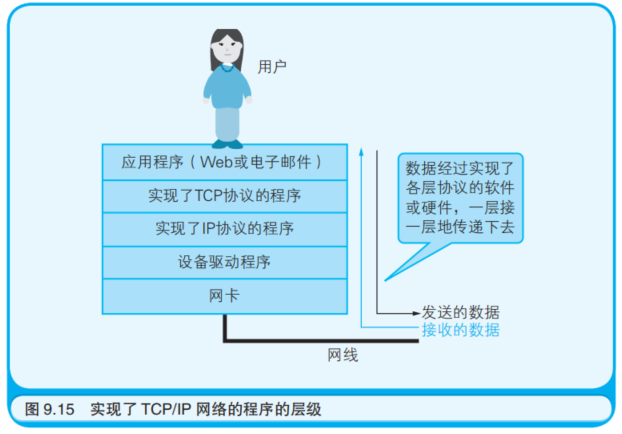 用户
应用程序（Web或电子邮件）
实现了TCP协议的程序
实现了IP协议的程序
设备驱动程序
网卡
数据经过实现了
各层协议的软件
或硬件，一层接
一层地传递下去
发送的数据
接收的数据
网线
图 9.15 实现了 TCP/IP 网络的程序的层级